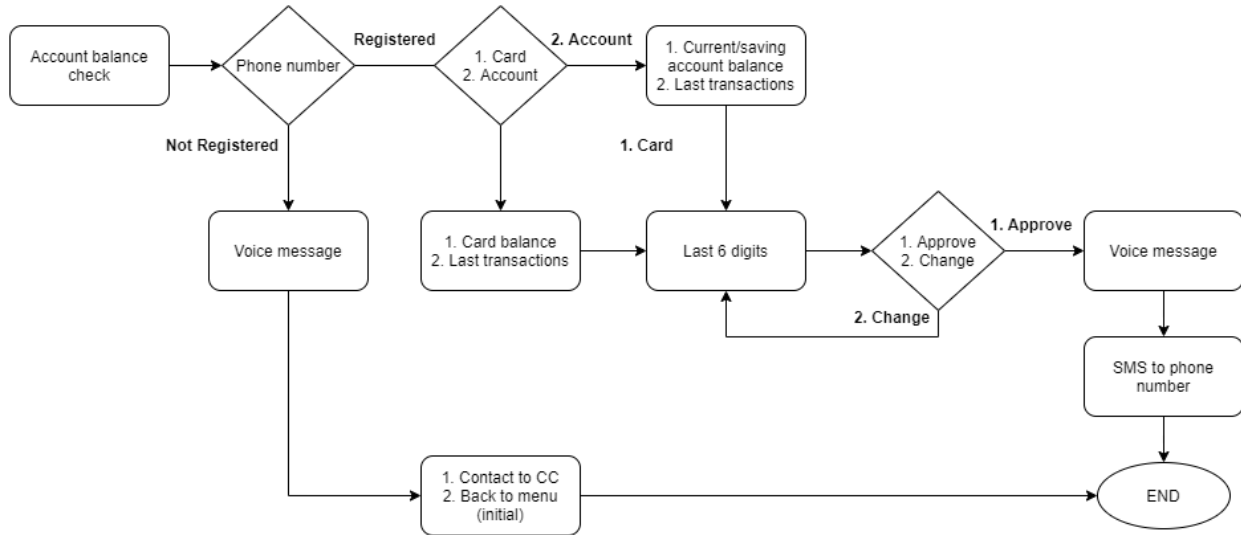 Account balance
check
Phone number
Registered
1. Card
2. Account
2. Account
1. Current/saving
account balance
2. Last transactions
Not Registered
1. Card
Voice message
1. Card balance
2. Last transactions
Last 6 digits
1. Approve
2. Change
1. Approve
Voice message
2. Change
SMS to phone
number
1. Contact to CC
2. Back to menu
(initial)
END